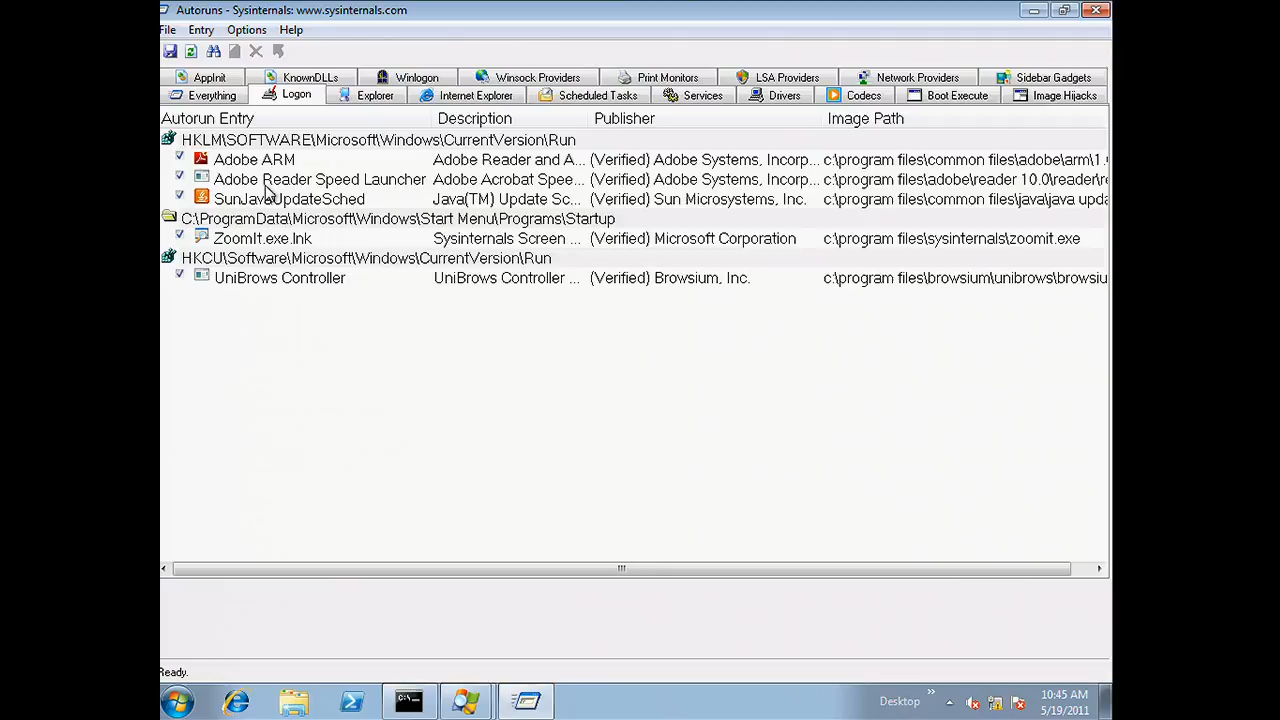 Autoruns - Sysinternals: www.sysinternals.com
File Entry Options Help
AppInit KnownDLLs Winlogon Winsock Providers Print Monitors LSA Providers Network Providers Sidebar Gadgets
Everything Logon Explorer Internet Explorer Scheduled Tasks Services Drivers Codecs Boot Execute Image Hijacks
Autorun Entry Description Publisher Image Path
HKLM\SOFTWARE\Microsoft\Windows\CurrentVersion\Run
Adobe ARM Adobe Reader and A... (Verified) Adobe Systems, Incorp... c:\program files\common files\adobe\arm\1.
Adobe Reader Speed Launcher Adobe Acrobat Spee... (Verified) Adobe Systems, Incorp... c:\program files\adobe\reader 10.0\reader\re
SunJavaUpdateSched Java(TM) Update Sc... (Verified) Sun Microsystems, Inc. c:\program files\common files\java\java upda
C:\ProgramData\Microsoft\Windows\Start Menu\Programs\Startup
ZoomIt.exe.lnk Sysinternals Screen ... (Verified) Microsoft Corporation c:\program files\sysinternals\zoomit.exe
HKCU\Software\Microsoft\Windows\CurrentVersion\Run
UniBrows Controller UniBrows Controller ... (Verified) Browsium, Inc. c:\program files\browsium\unibrows\browsiu
Ready.
C:\_
Desktop »
10:45 AM
5/19/2011